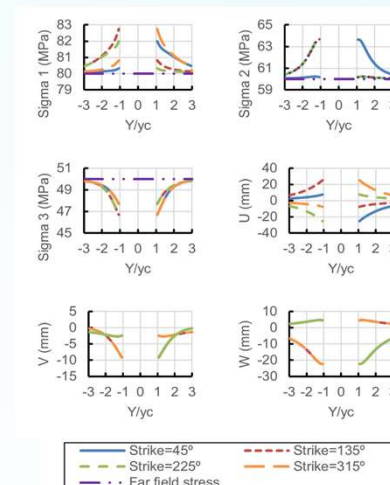 Sigma 1 (MPa)
83
82
81
80
79
-3 -2 -1 0 1 2 3
Y/yc
Sigma 2 (MPa)
65
63
61
59
-3 -2 -1 0 1 2 3
Y/yc
Sigma 3 (MPa)
51
49
47
45
-3 -2 -1 0 1 2 3
Y/yc
U (mm)
40
20
0
-20
-40
-3 -2 -1 0 1 2 3
Y/yc
V (mm)
5
0
-5
-10
-15
-3 -2 -1 0 1 2 3
Y/yc
W (mm)
10
0
-10
-20
-30
-3 -2 -1 0 1 2 3
Y/yc
Strike=45º
Strike=135º
Strike=225º
Strike=315º
Far field stress